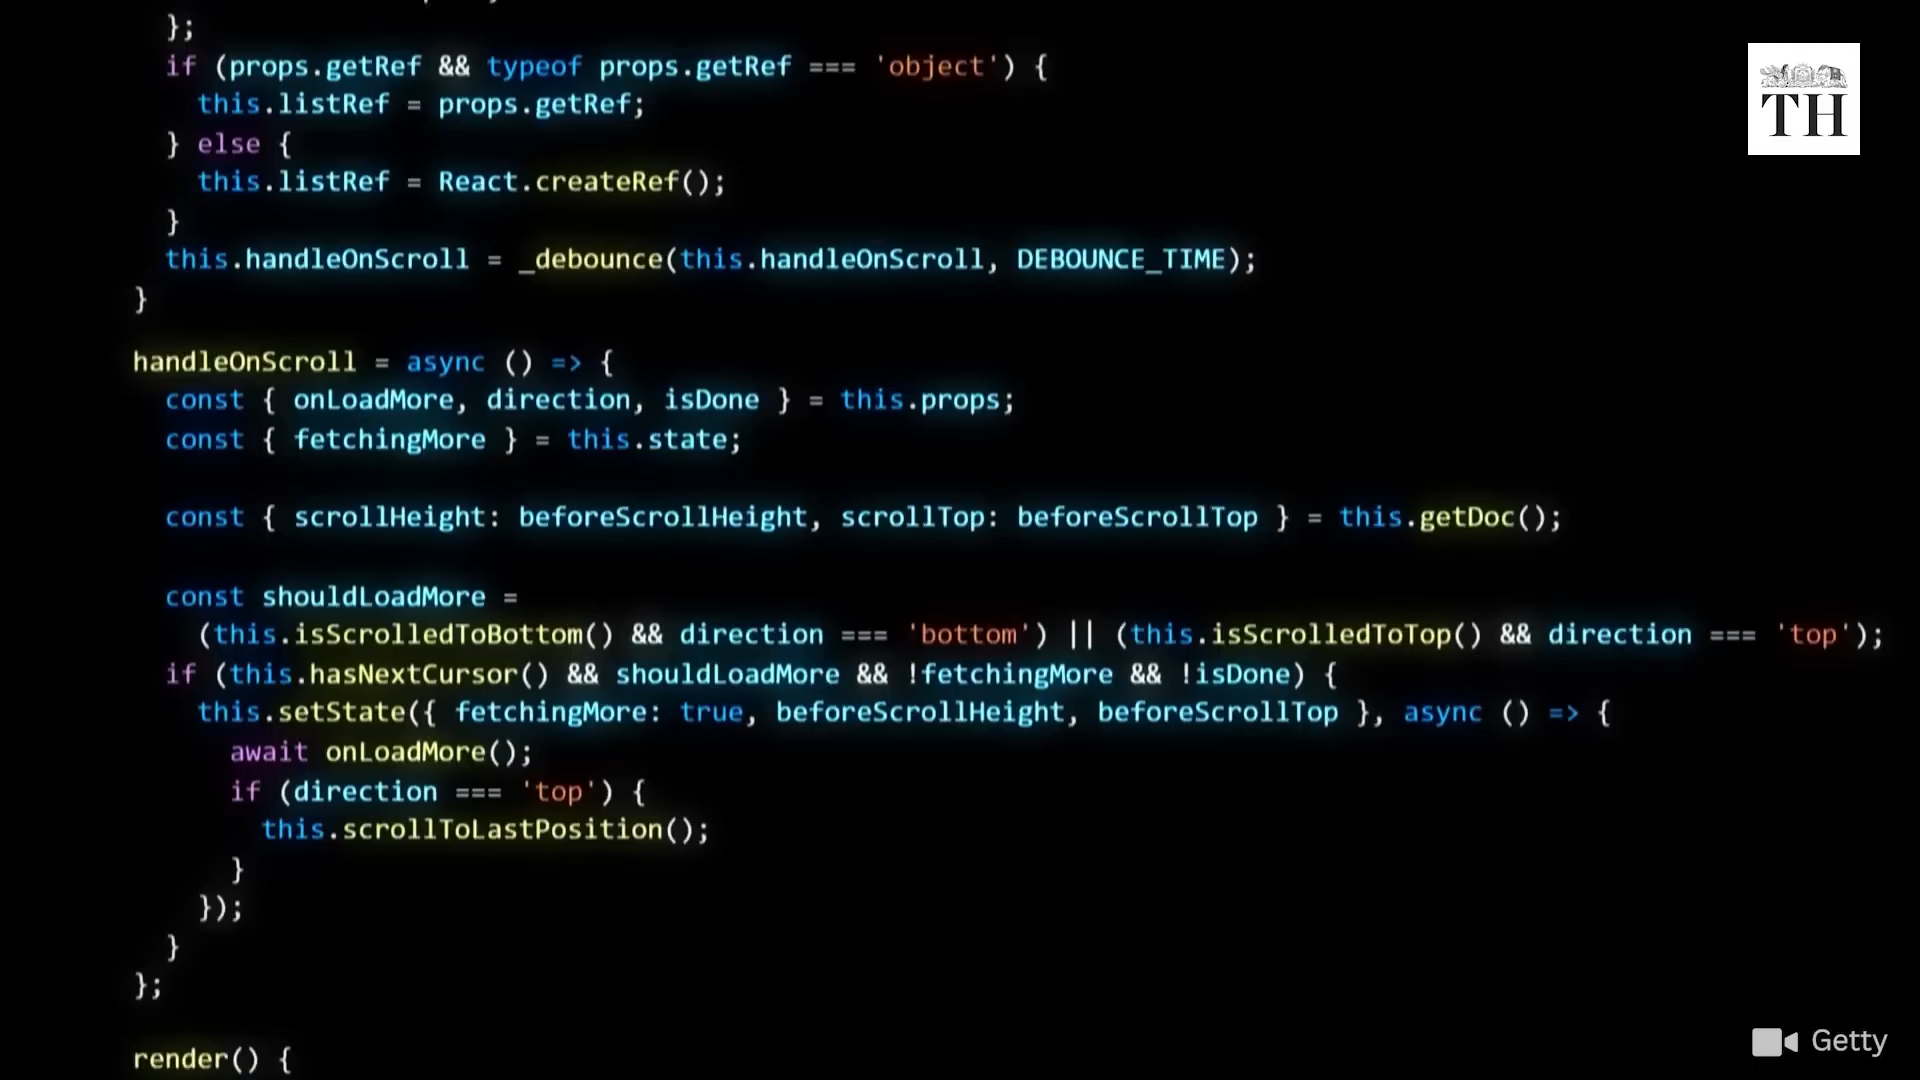 };
if (props.getRef && typeof props.getRef === 'object') {
this.listRef = props.getRef;
} else {
this.listRef = React.createRef();
}
this.handleOnScroll = _debounce(this.handleOnScroll, DEBOUNCE_TIME);
}
handleOnScroll = async () => {
const { onLoadMore, direction, isDone } = this.props;
const { fetchingMore } = this.state;
const { scrollHeight: beforeScrollHeight, scrollTop: beforeScrollTop } = this.getDoc();
const shouldLoadMore =
(this.isScrolledToBottom() && direction === 'bottom') || (this.isScrolledToTop() && direction === 'top');
if (this.hasNextCursor() && shouldLoadMore && !fetchingMore && !isDone) {
this.setState({ fetchingMore: true, beforeScrollHeight, beforeScrollTop }, async () => {
await onLoadMore();
if (direction === 'top') {
this.scrollToLastPosition();
}
});
}
};
render() {
TH
Getty